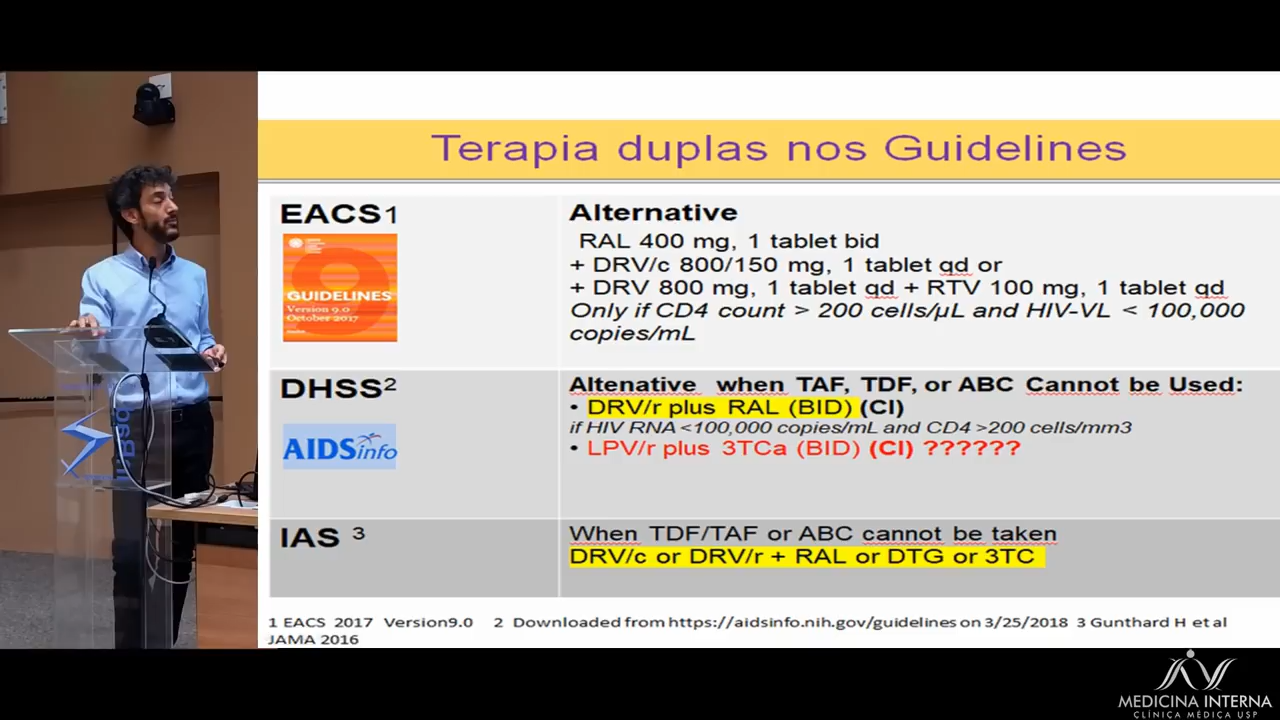 Terapia duplas nos Guidelines
EACS1
GUIDELINES
Version 9.0
October 2017
Alternative
RAL 400 mg, 1 tablet bid
+ DRV/c 800/150 mg, 1 tablet qd or
+ DRV 800 mg, 1 tablet qd + RTV 100 mg, 1 tablet qd
Only if CD4 count > 200 cells/µL and HIV-VL < 100,000
copies/mL
DHSS2
AIDSinfo
Altenative when TAF, TDF, or ABC Cannot be Used:
• DRV/r plus RAL (BID) (CI)
if HIV RNA <100,000 copies/mL and CD4 >200 cells/mm3
• LPV/r plus 3TCa (BID) (CI) ??????
IAS 3
When TDF/TAF or ABC cannot be taken
DRV/c or DRV/r + RAL or DTG or 3TC
1 EACS 2017 Version9.0 2 Downloaded from https://aidsinfo.nih.gov/guidelines on 3/25/2018 3 Gunthard H et al
JAMA 2016
MEDICINA INTERNA
CLÍNICA MÉDICA USP